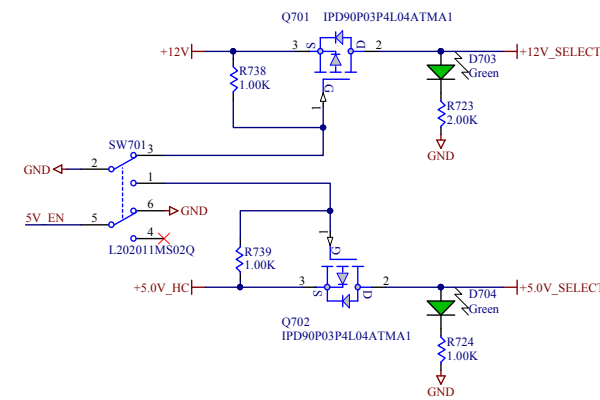 Q701 IPD90P03P4L04ATMA1
+12V 3 S D 2 +12V_SELECT
D703
Green
R738
1.00K
G
1
R723
2.00K
GND
SW701
3
GND 2
1
6 GND
5V_EN 5
4
L202011MS02Q
1
G
R739
1.00K
+5.0V_HC 3 S D 2 +5.0V_SELECT
D704
Green
Q702
IPD90P03P4L04ATMA1
R724
1.00K
GND